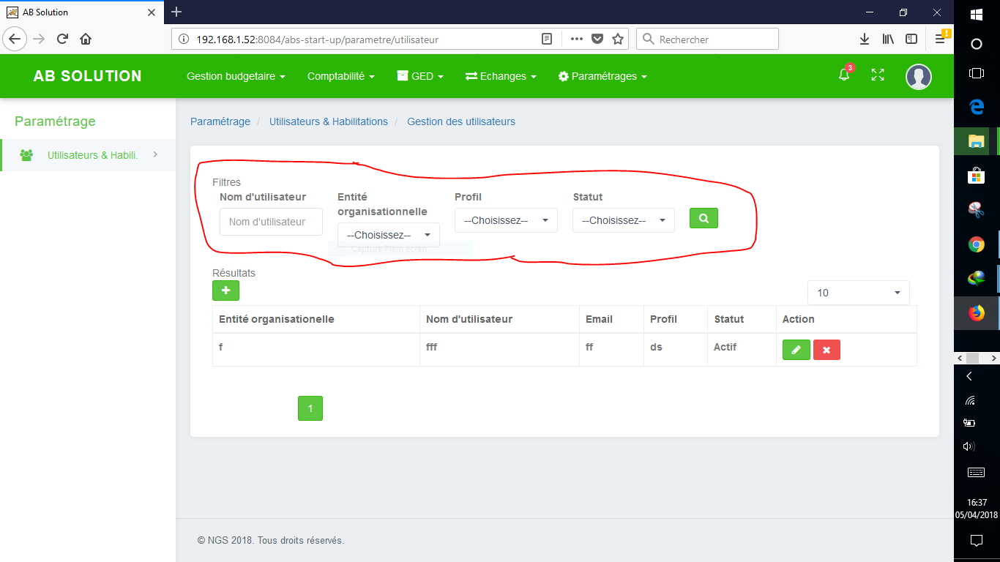 AB Solution
192.168.1.52:8084/abs-start-up/parametre/utilisateur
Rechercher
AB SOLUTION
Gestion budgetaire
Comptabilité
GED
Echanges
Paramétrages
3
Paramétrage
Utilisateurs & Habili.
Paramétrage / Utilisateurs & Habilitations / Gestion des utilisateurs
Filtres
Nom d'utilisateur
Nom d'utilisateur
Entité
organisationnelle
--Choisissez--
Profil
--Choisissez--
Statut
--Choisissez--
Capture Plein écran
Résultats
10
Entité organisationelle Nom d'utilisateur Email Profil Statut Action
f fff ff ds Actif
1
© NGS 2018. Tous droits réservés.
16:37
05/04/2018